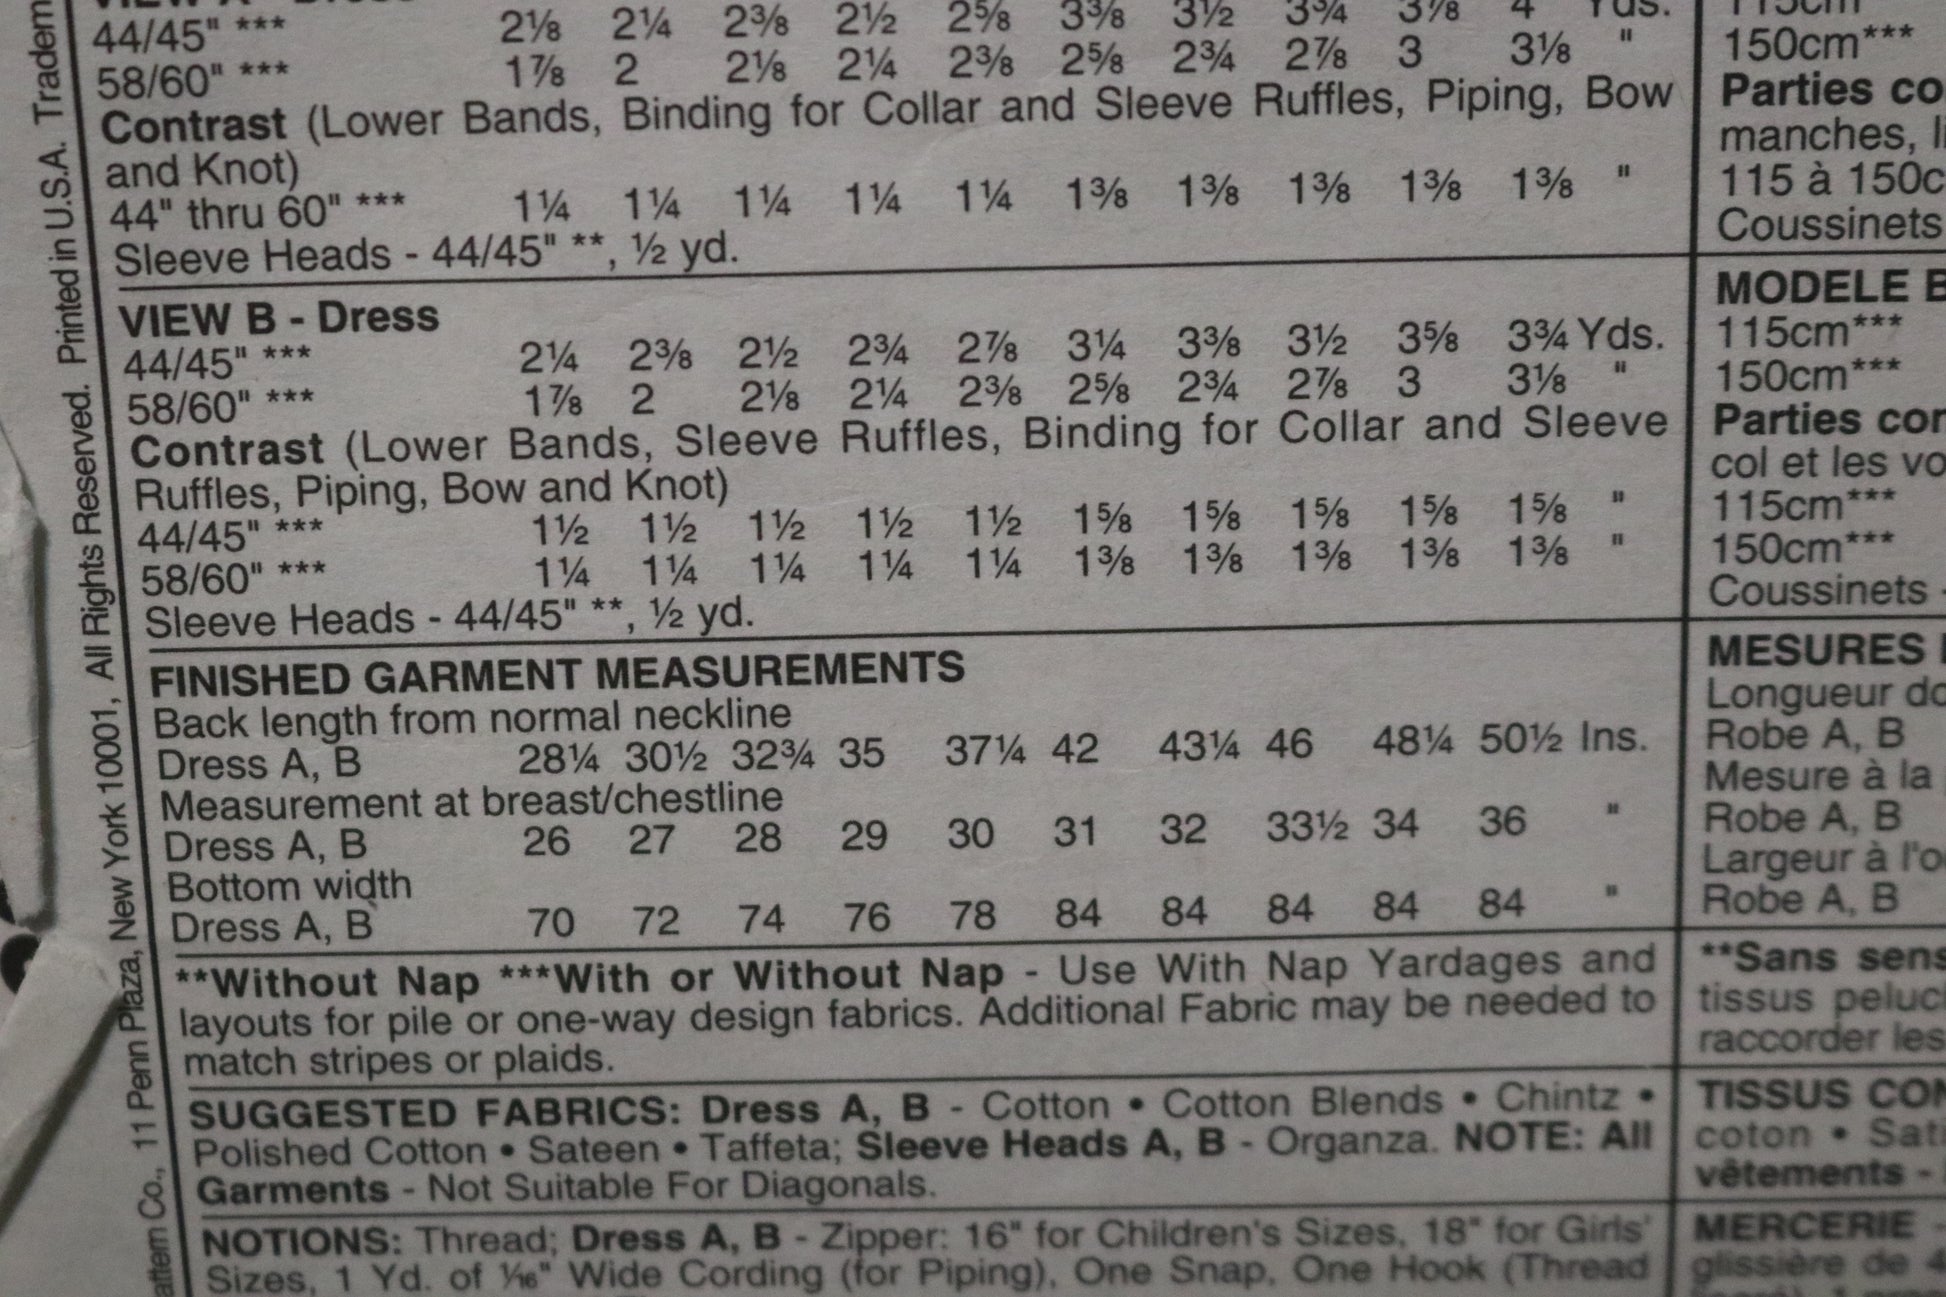 VIEW A - Dress
44/45" *** 2⅛ 2¼ 2⅜ 2½ 2⅝ 3⅜ 3½ 3¾ 3⅞ 4 Yds.
58/60" *** 1⅞ 2 2⅛ 2¼ 2⅜ 2⅝ 2¾ 2⅞ 3 3⅛ "
Contrast (Lower Bands, Binding for Collar and Sleeve Ruffles, Piping, Bow
and Knot)
44" thru 60" *** 1¼ 1¼ 1¼ 1¼ 1¼ 1⅜ 1⅜ 1⅜ 1⅜ 1⅜ "
Sleeve Heads - 44/45" **, ½ yd.
VIEW B - Dress
44/45" *** 2¼ 2⅜ 2½ 2¾ 2⅞ 3¼ 3⅜ 3½ 3⅝ 3¾ Yds.
58/60" *** 1⅞ 2 2⅛ 2¼ 2⅜ 2⅝ 2¾ 2⅞ 3 3⅛ "
Contrast (Lower Bands, Sleeve Ruffles, Binding for Collar and Sleeve
Ruffles, Piping, Bow and Knot)
44/45" *** 1½ 1½ 1½ 1½ 1½ 1⅝ 1⅝ 1⅝ 1⅝ 1⅝ "
58/60" *** 1¼ 1¼ 1¼ 1¼ 1¼ 1⅜ 1⅜ 1⅜ 1⅜ 1⅜ "
Sleeve Heads - 44/45" **, ½ yd.
FINISHED GARMENT MEASUREMENTS
Back length from normal neckline
Dress A, B 28¼ 30½ 32¾ 35 37¼ 42 43¼ 46 48¼ 50½ Ins.
Measurement at breast/chestline
Dress A, B 26 27 28 29 30 31 32 33½ 34 36 "
Bottom width
Dress A, B 70 72 74 76 78 84 84 84 84 84 "
**Without Nap ***With or Without Nap - Use With Nap Yardages and
layouts for pile or one-way design fabrics. Additional Fabric may be needed to
match stripes or plaids.
SUGGESTED FABRICS: Dress A, B - Cotton • Cotton Blends • Chintz •
Polished Cotton • Sateen • Taffeta; Sleeve Heads A, B - Organza. NOTE: All
Garments - Not Suitable For Diagonals.
NOTIONS: Thread; Dress A, B - Zipper: 16" for Children's Sizes, 18" for Girls'
Sizes, 1 Yd. of 1/16" Wide Cording (for Piping), One Snap, One Hook (Thread
115cm
150cm***
Parties co
manches, li
115 à 150c
Coussinets
MODELE B
115cm***
150cm***
Parties con
col et les vo
115cm***
150cm***
Coussinets -
MESURES
Longueur do
Robe A, B
Mesure à la
Robe A, B
Largeur à l'o
Robe A, B
**Sans sens
tissus peluc
raccorder les
TISSUS CON
coton • Sati
vêtements -
MERCERIE -
glissière de 4
attern Co., 11 Penn Plaza, New York 10001, All Rights Reserved. Printed in U.S.A. Tradem